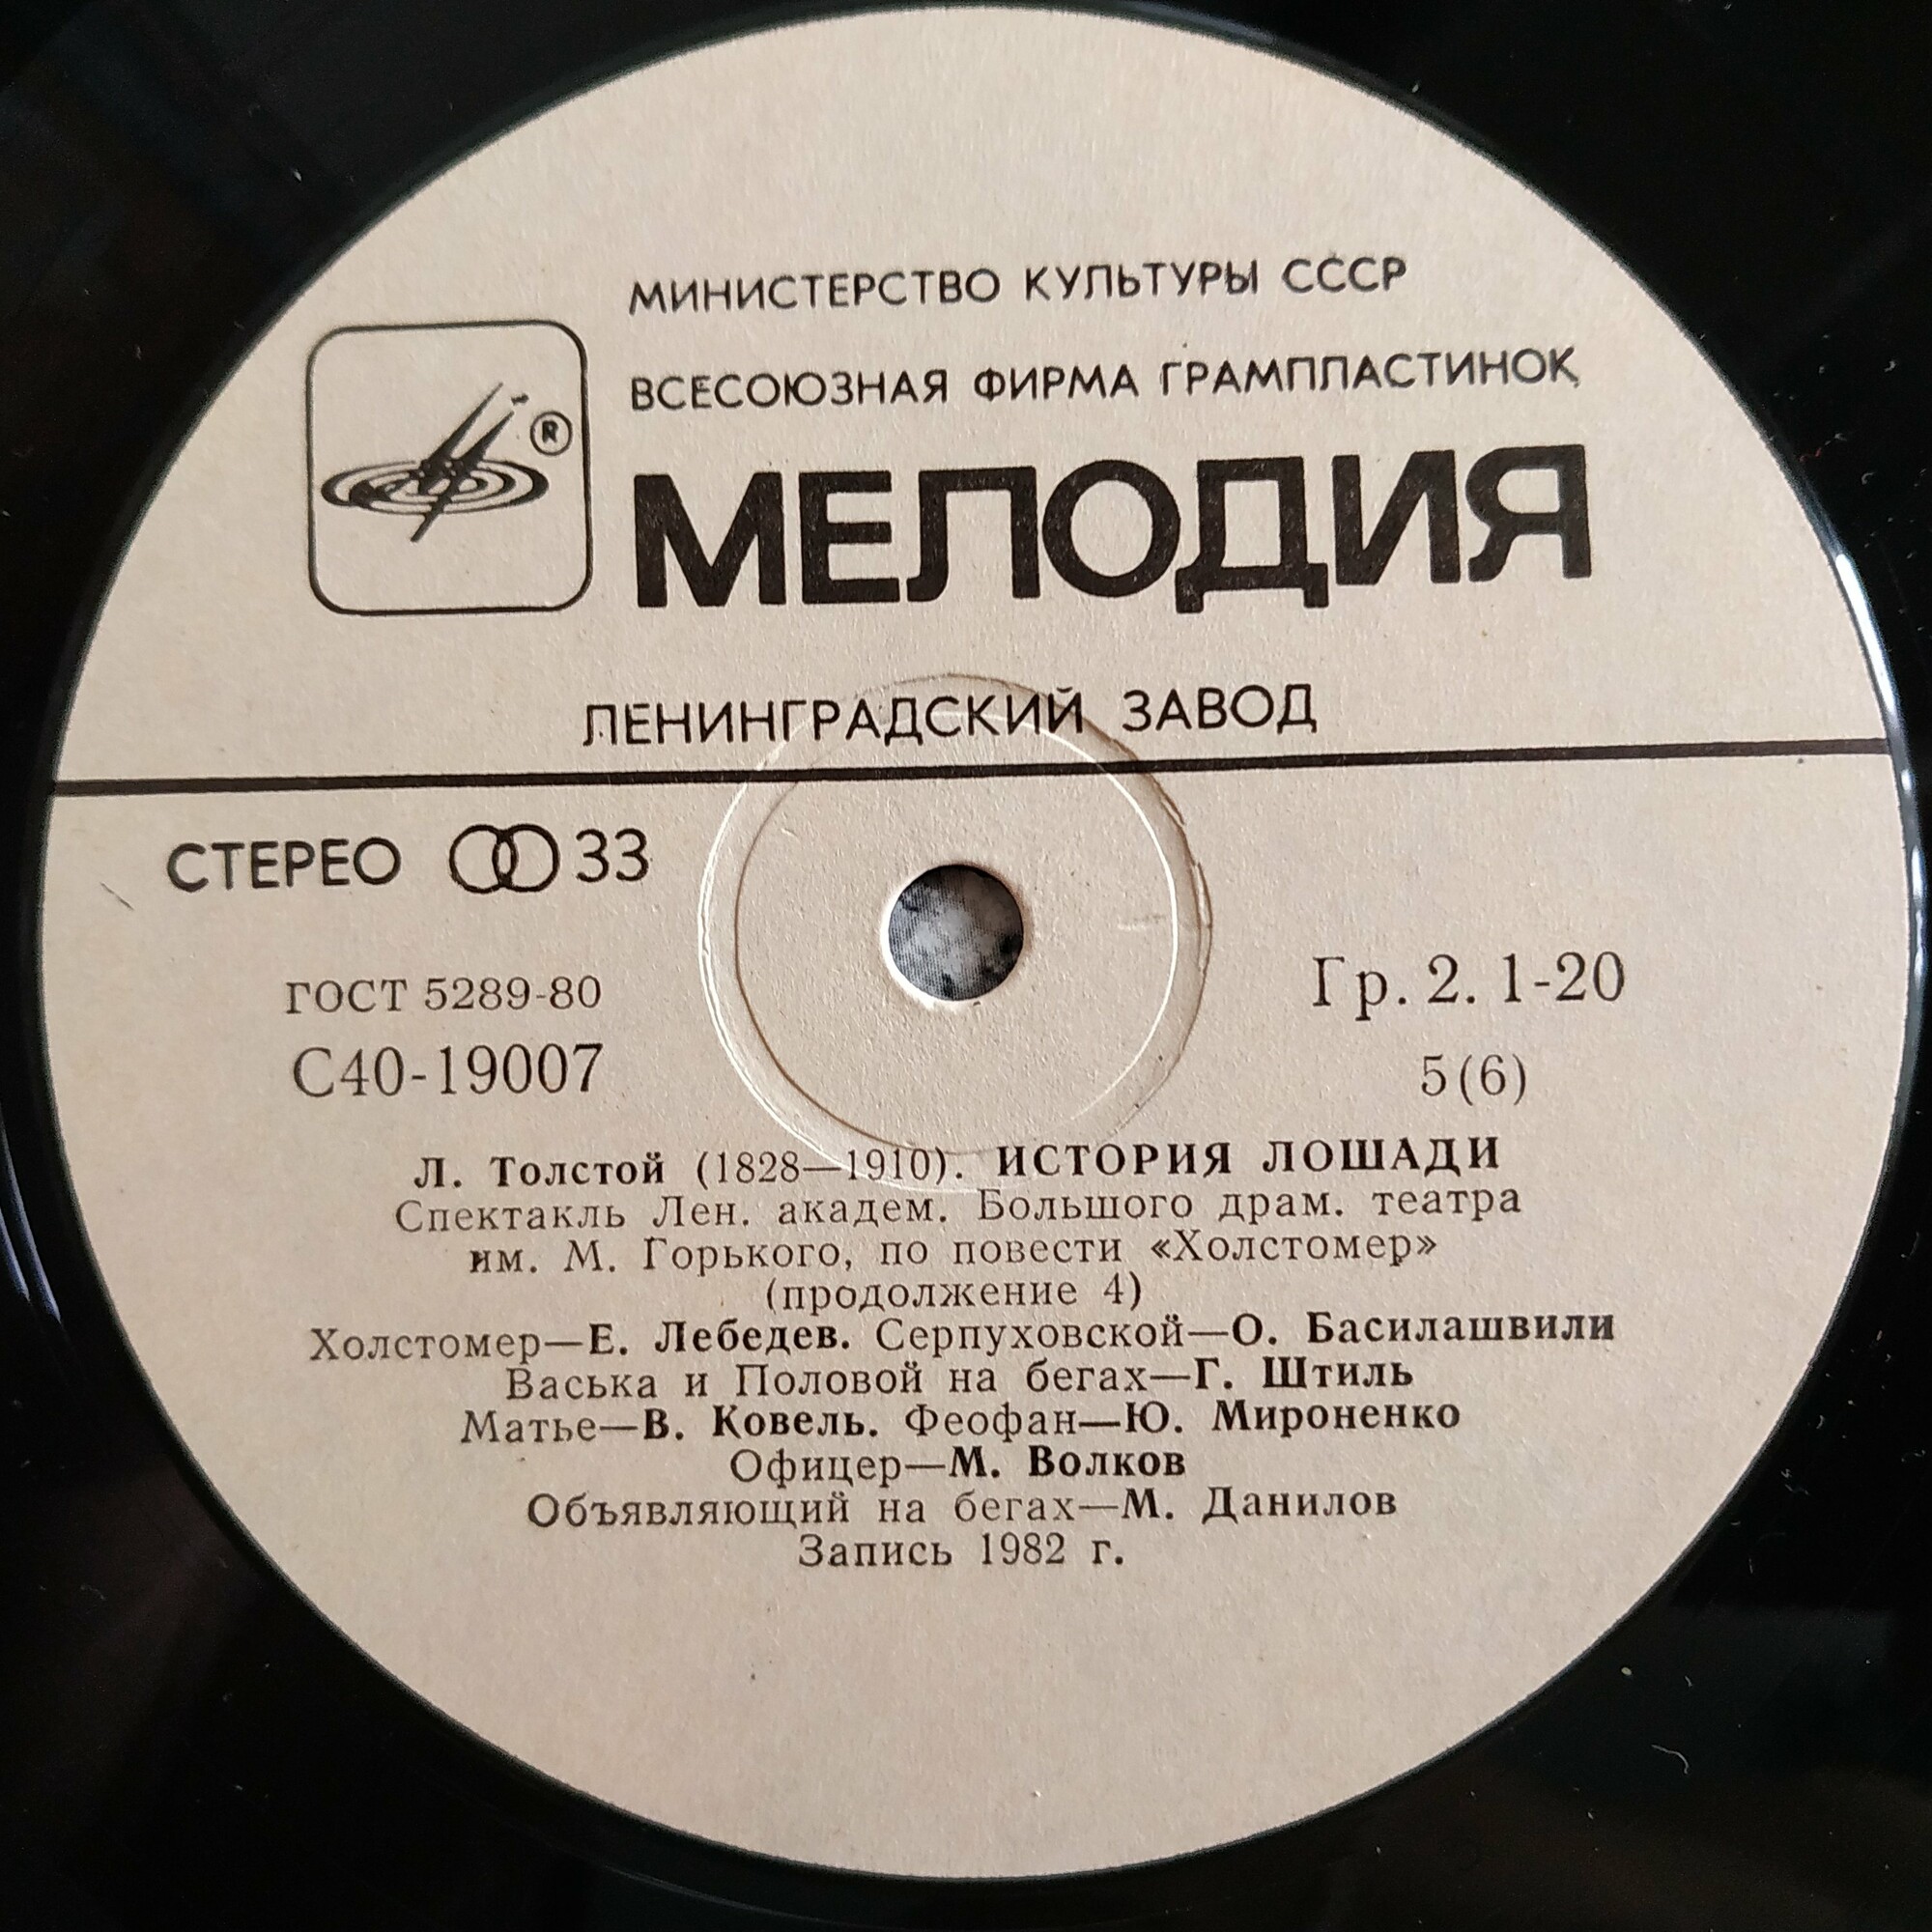 МИНИСТЕРСТВО КУЛЬТУРЫ СССР
ВСЕСОЮЗНАЯ ФИРМА ГРАМПЛАСТИНОК
®
МЕЛОДИЯ
ЛЕНИНГРАДСКИЙ ЗАВОД
СТЕРЕО 33
ГОСТ 5289-80
Гр. 2. 1-20
С40-19007
5(6)
Л. Толстой (1828—1910). ИСТОРИЯ ЛОШАДИ
Спектакль Лен. академ. Большого драм. театра
им. М. Горького, по повести «Холстомер»
(продолжение 4)
Холстомер—Е. Лебедев. Серпуховской—О. Басилашвили
Васька и Половой на бегах—Г. Штиль
Матье—В. Ковель. Феофан—Ю. Мироненко
Офицер—М. Волков
Объявляющий на бегах—М. Данилов
Запись 1982 г.